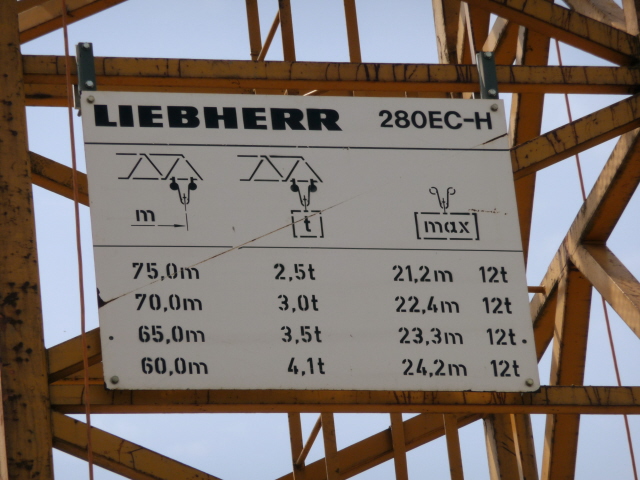 LIEBHERR 280EC-H
m t max
75,0m 2,5t 21,2m 12t
70,0m 3,0t 22,4m 12t
65,0m 3,5t 23,3m 12t
60,0m 4,1t 24,2m 12t